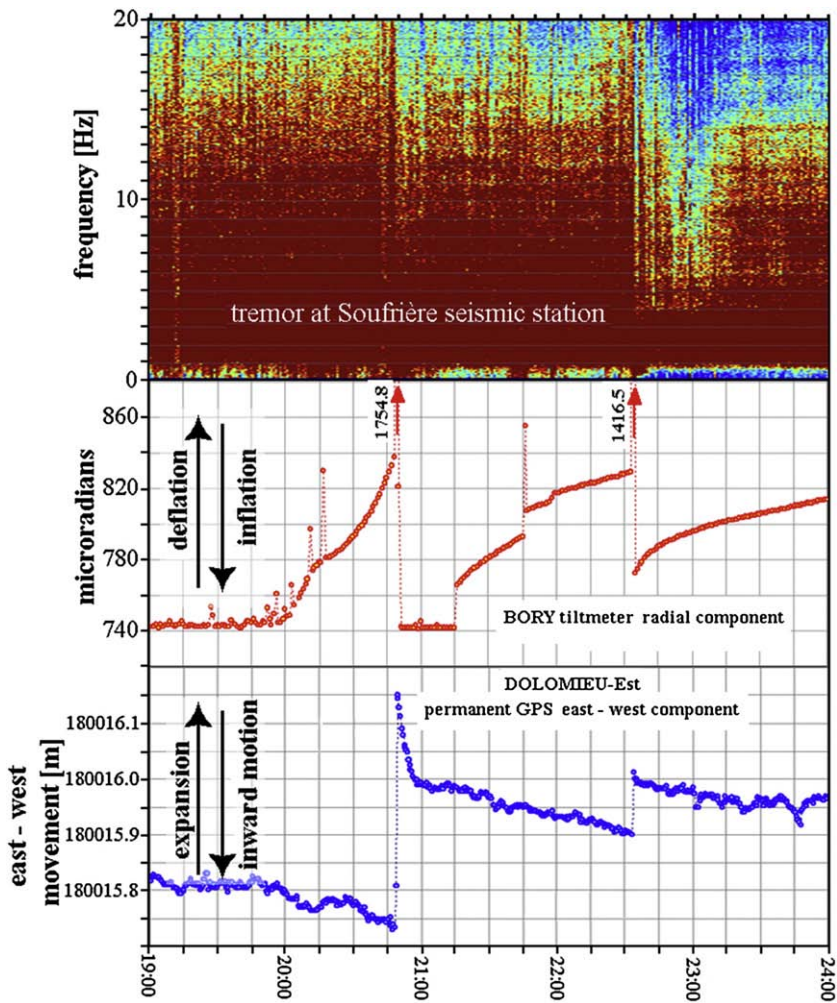 20
10
0
frequency [Hz]
tremor at Soufrière seismic station
860
820
780
740
microradians
deflation
inflation
1754.8
1416.5
BORY tiltmeter radial component
180016.1
180016.0
180015.9
180015.8
east - west
movement [m]
expansion
inward motion
DOLOMIEU-Est
permanent GPS east - west component
19:00
20:00
21:00
22:00
23:00
24:00